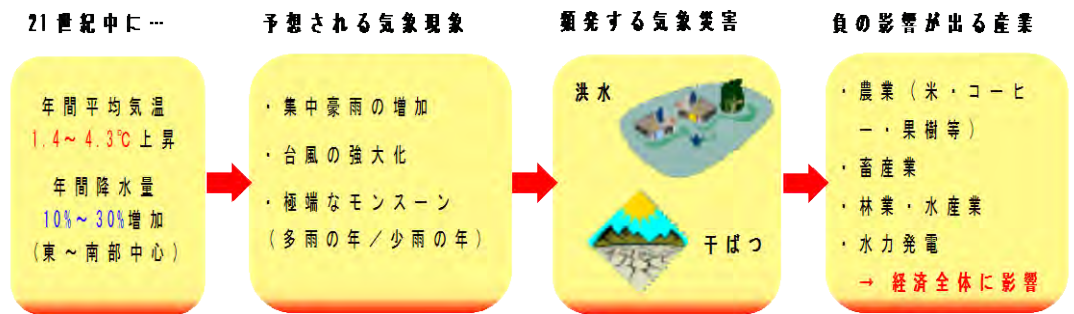 21世紀中に…
年間平均気温
1.4～4.3℃上昇
年間降水量
10%～30%増加
(東～南部中心)
予想される気象現象
・集中豪雨の増加
・台風の強大化
・極端なモンスーン
(多雨の年／少雨の年)
頻発する気象災害
洪水
干ばつ
負の影響が出る産業
・農業(米・コーヒ
ー・果樹等)
・畜産業
・林業・水産業
・水力発電
→ 経済全体に影響